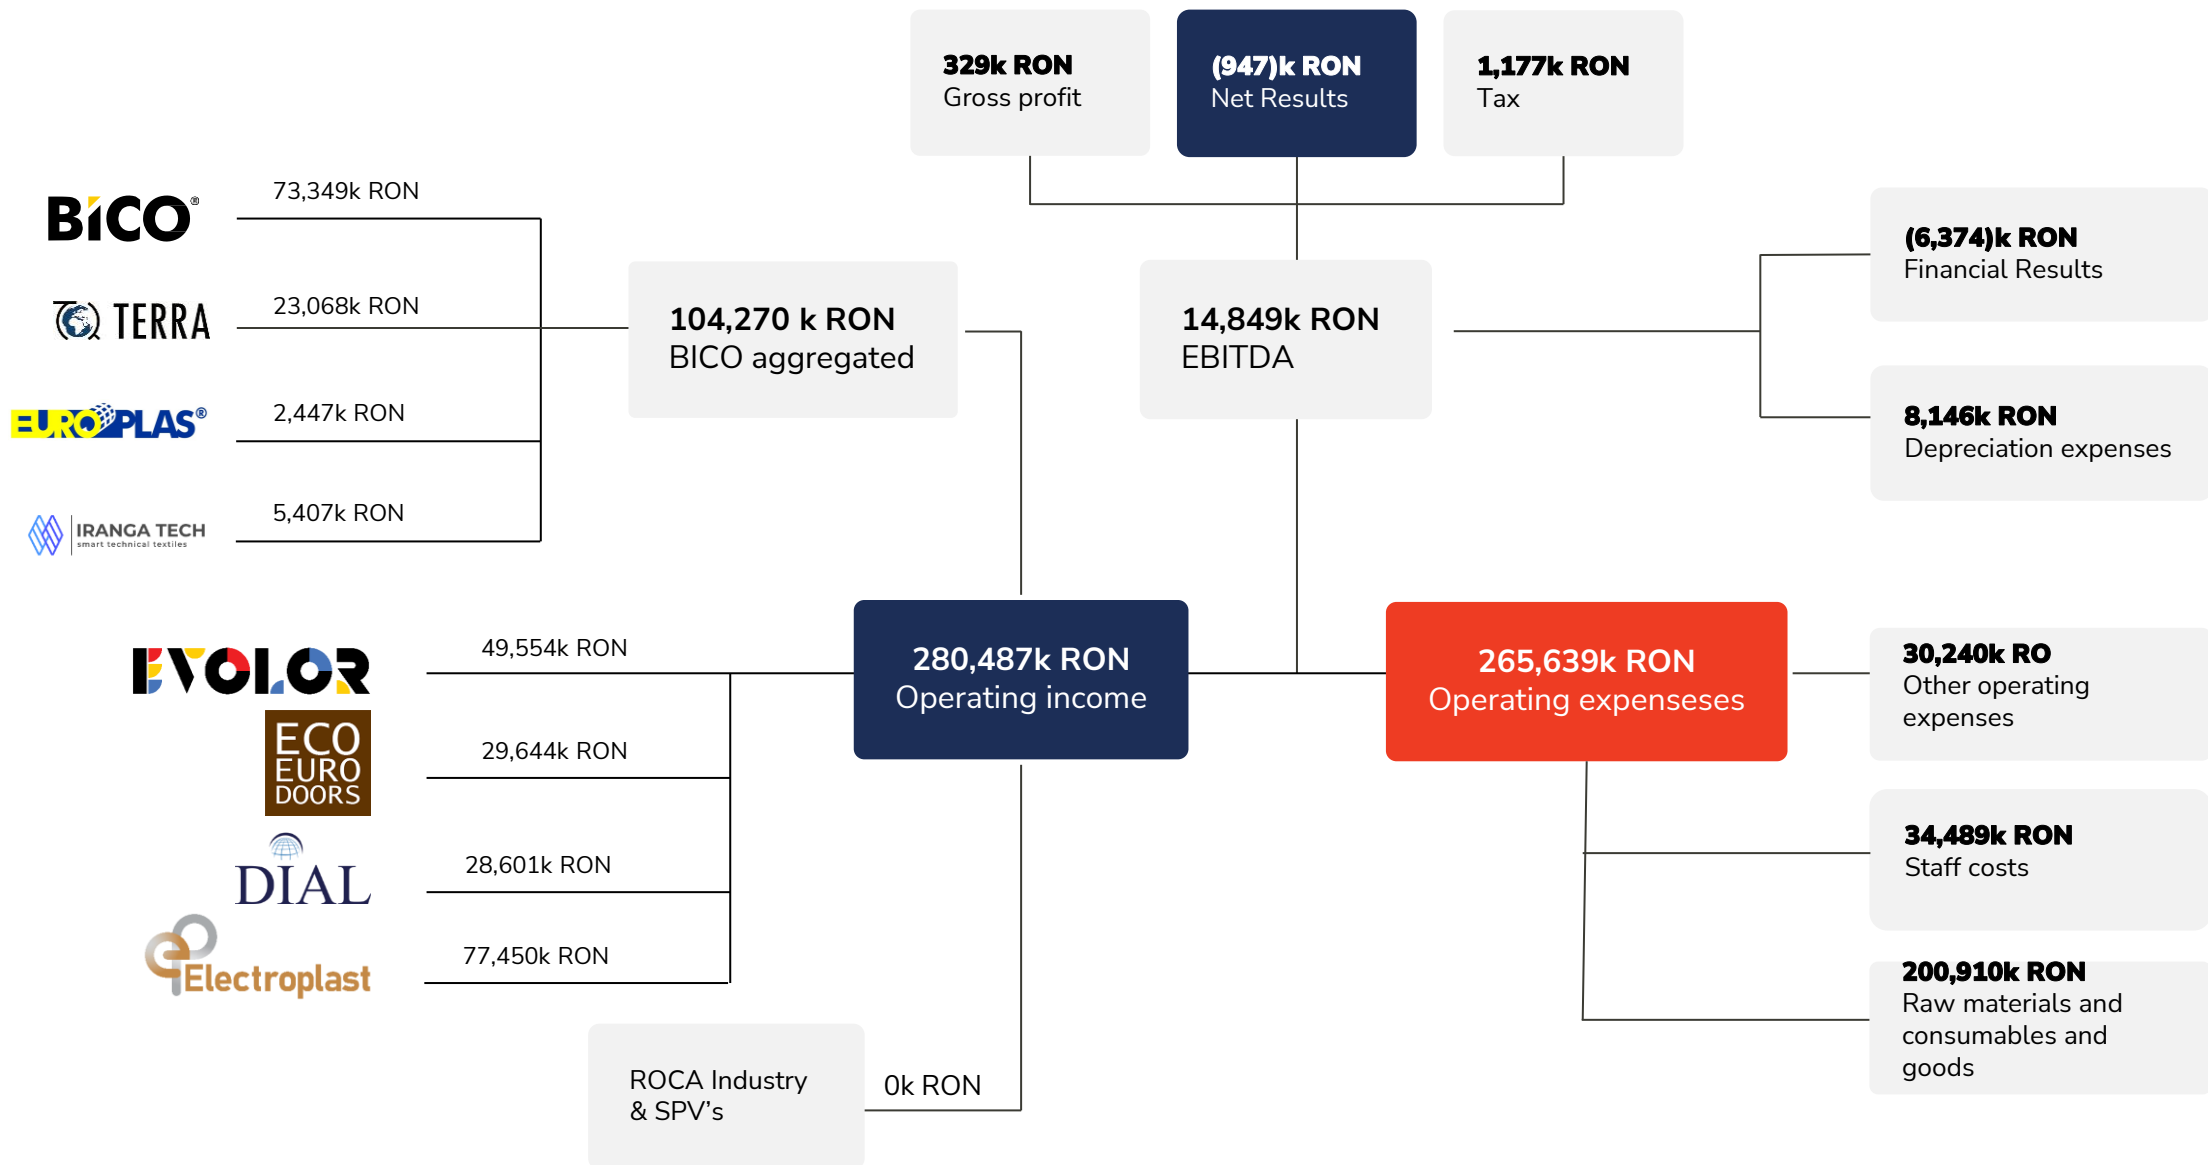 329k RON
Gross profit
(947)k RON
Net Results
1,177k RON
Tax
BiCO®
73,349k RON
TERRA
23,068k RON
EUROPLAS®
2,447k RON
IRANGA TECH
smart technical textiles
5,407k RON
104,270 k RON
BICO aggregated
14,849k RON
EBITDA
(6,374)k RON
Financial Results
8,146k RON
Depreciation expenses
EVOLOR
49,554k RON
ECO
EURO
DOORS
29,644k RON
DIAL
28,601k RON
eP
Electroplast
77,450k RON
280,487k RON
Operating income
265,639k RON
Operating expenseses
30,240k RO
Other operating
expenses
34,489k RON
Staff costs
200,910k RON
Raw materials and
consumables and
goods
ROCA Industry
& SPV’s
0k RON